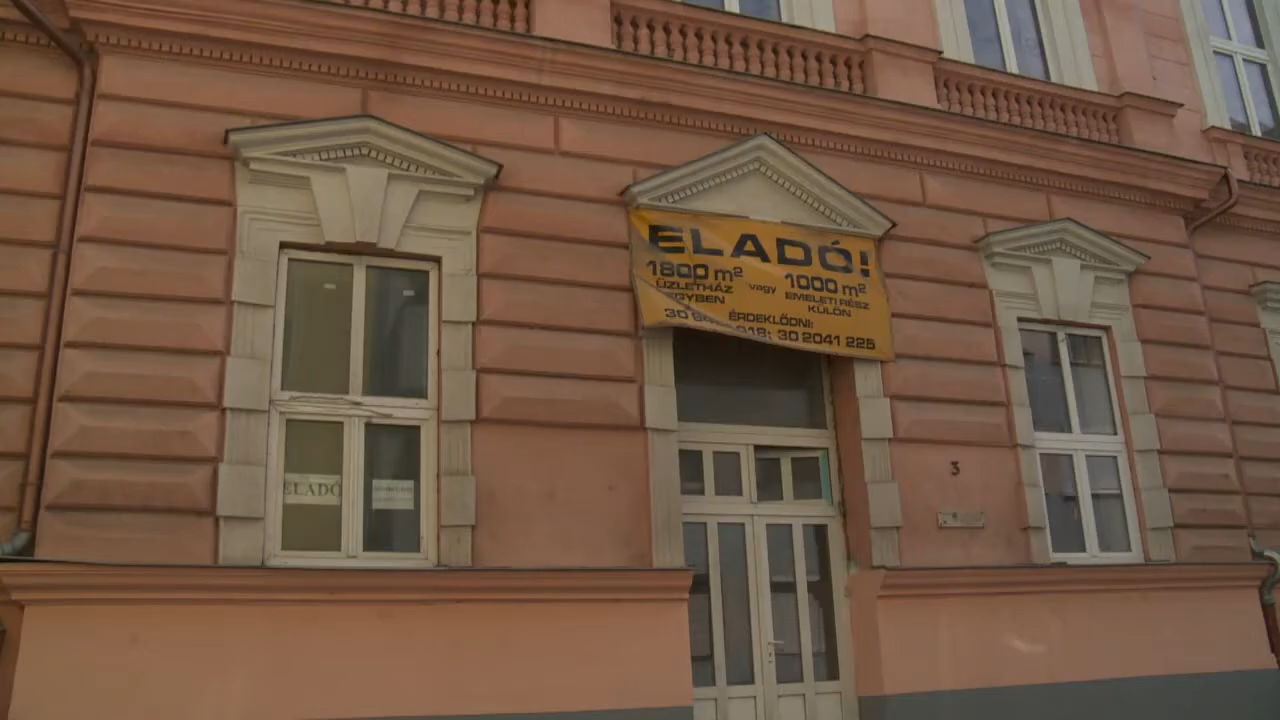 ELADÓ!
1800 m² vagy 1000 m²
ÜZLETHÁZ EMELETI RÉSZ
EGYBEN KÜLÖN
ÉRDEKLŐDNI:
30 2041 225
ELADÓ
3